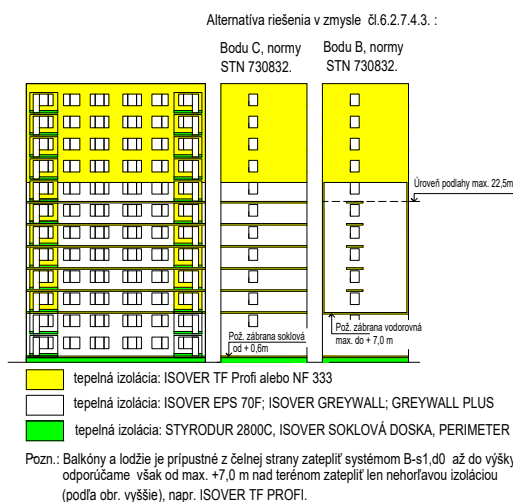 Alternatíva riešenia v zmysle čl.6.2.7.4.3. :
Bodu C, normy
STN 730832.
Bodu B, normy
STN 730832.
Úroveň podlahy max. 22,5m
Pož. zábrana soklová
od + 0,6m
Pož. zábrana vodorovná
max. do + 7,0 m
tepelná izolácia: ISOVER TF Profi alebo NF 333
tepelná izolácia: ISOVER EPS 70F; ISOVER GREYWALL; GREYWALL PLUS
tepelná izolácia: STYRODUR 2800C, ISOVER SOKLOVÁ DOSKA, PERIMETER
Pozn.: Balkóny a lodžie je prípustné z čelnej strany zatepliť systémom B-s1,d0 až do výšky
odporúčame však od max. +7,0 m nad terénom zatepliť len nehorľavou izoláciou
(podľa obr. vyššie), napr. ISOVER TF PROFI.